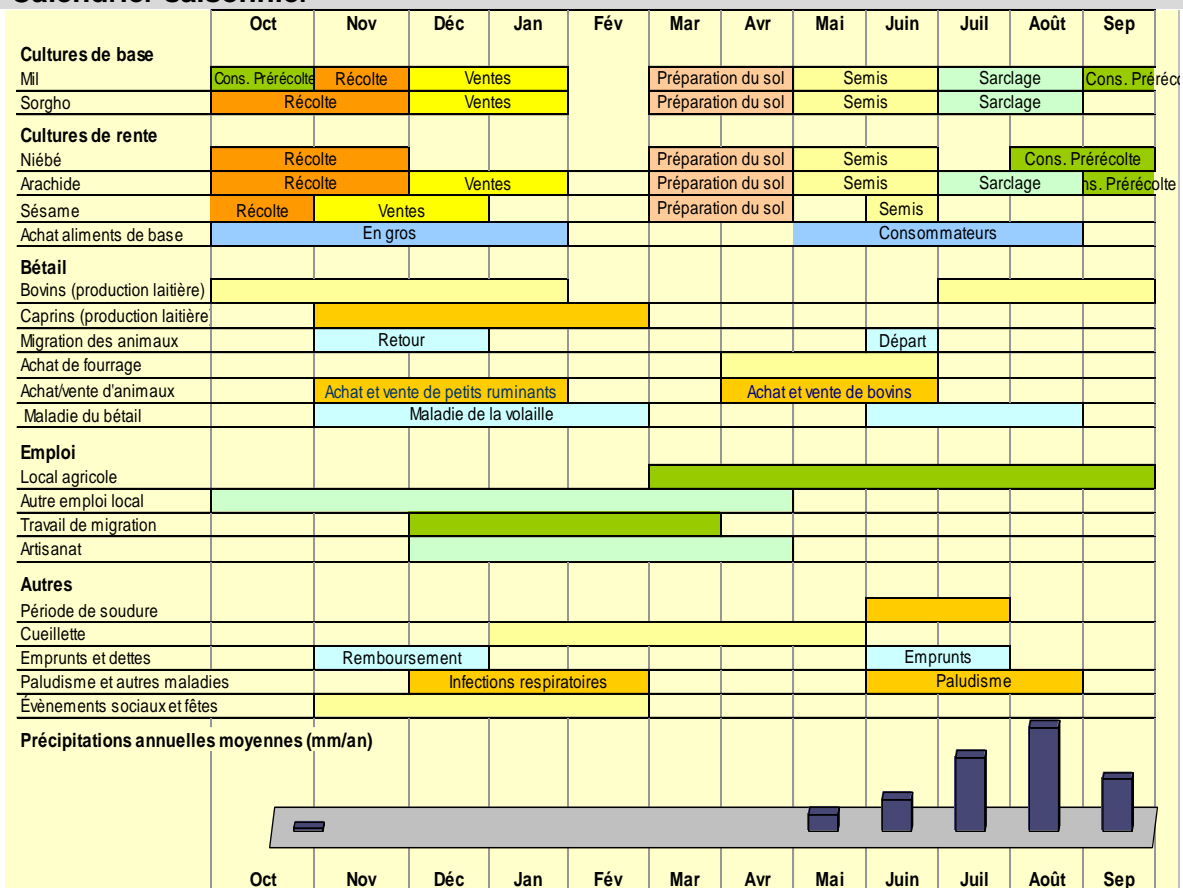 Calendrier saisonnier
Oct Nov Déc Jan Fév Mar Avr Mai Juin Juil Août Sep
Cultures de base
Mil Cons. Prérécolte Récolte Ventes Préparation du sol Semis Sarclage Cons. Préréco
Sorgho Récolte Ventes Préparation du sol Semis Sarclage
Cultures de rente
Niébé Récolte Préparation du sol Semis Cons. Prérécolte
Arachide Récolte Ventes Préparation du sol Semis Sarclage ns. Prérécolte
Sésame Récolte Ventes Préparation du sol Semis
Achat aliments de base En gros Consommateurs
Bétail
Bovins (production laitière)
Caprins (production laitière)
Migration des animaux Retour Départ
Achat de fourrage
Achat/vente d'animaux Achat et vente de petits ruminants Achat et vente de bovins
Maladie du bétail Maladie de la volaille
Emploi
Local agricole
Autre emploi local
Travail de migration
Artisanat
Autres
Période de soudure
Cueillette
Emprunts et dettes Remboursement Emprunts
Paludisme et autres maladies Infections respiratoires Paludisme
Évènements sociaux et fêtes
Précipitations annuelles moyennes (mm/an)
Oct Nov Déc Jan Fév Mar Avr Mai Juin Juil Août Sep